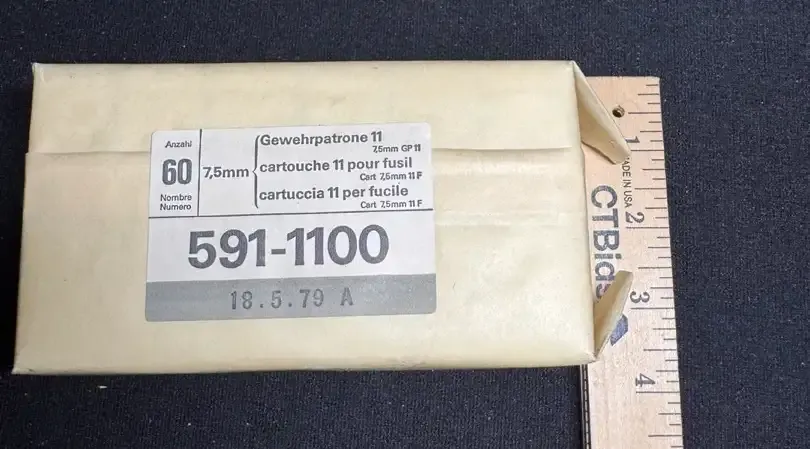 Anzahl
60
Nombre
Numero
7,5mm
Gewehrpatrone 11
7,5mm GP 11
cartouche 11 pour fusil
Cart 7,5mm 11 F
cartuccia 11 per fucile
Cart 7,5mm 11 F
591-1100
18.5.79 A
1
MADE IN USA
2
CTBids
3
4